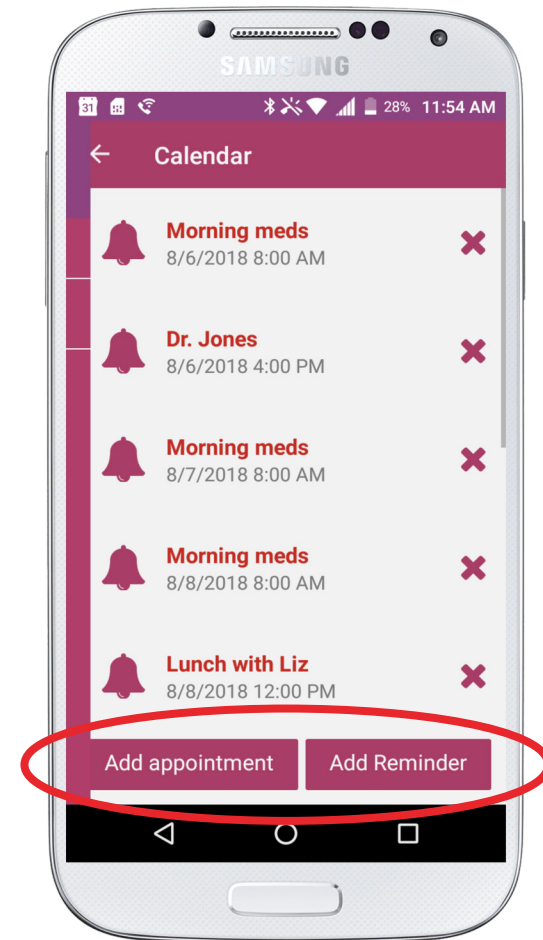 SAMSUNG
31 28% 11:54 AM
Calendar
Morning meds
8/6/2018 8:00 AM
Dr. Jones
8/6/2018 4:00 PM
Morning meds
8/7/2018 8:00 AM
Morning meds
8/8/2018 8:00 AM
Lunch with Liz
8/8/2018 12:00 PM
Add appointment Add Reminder